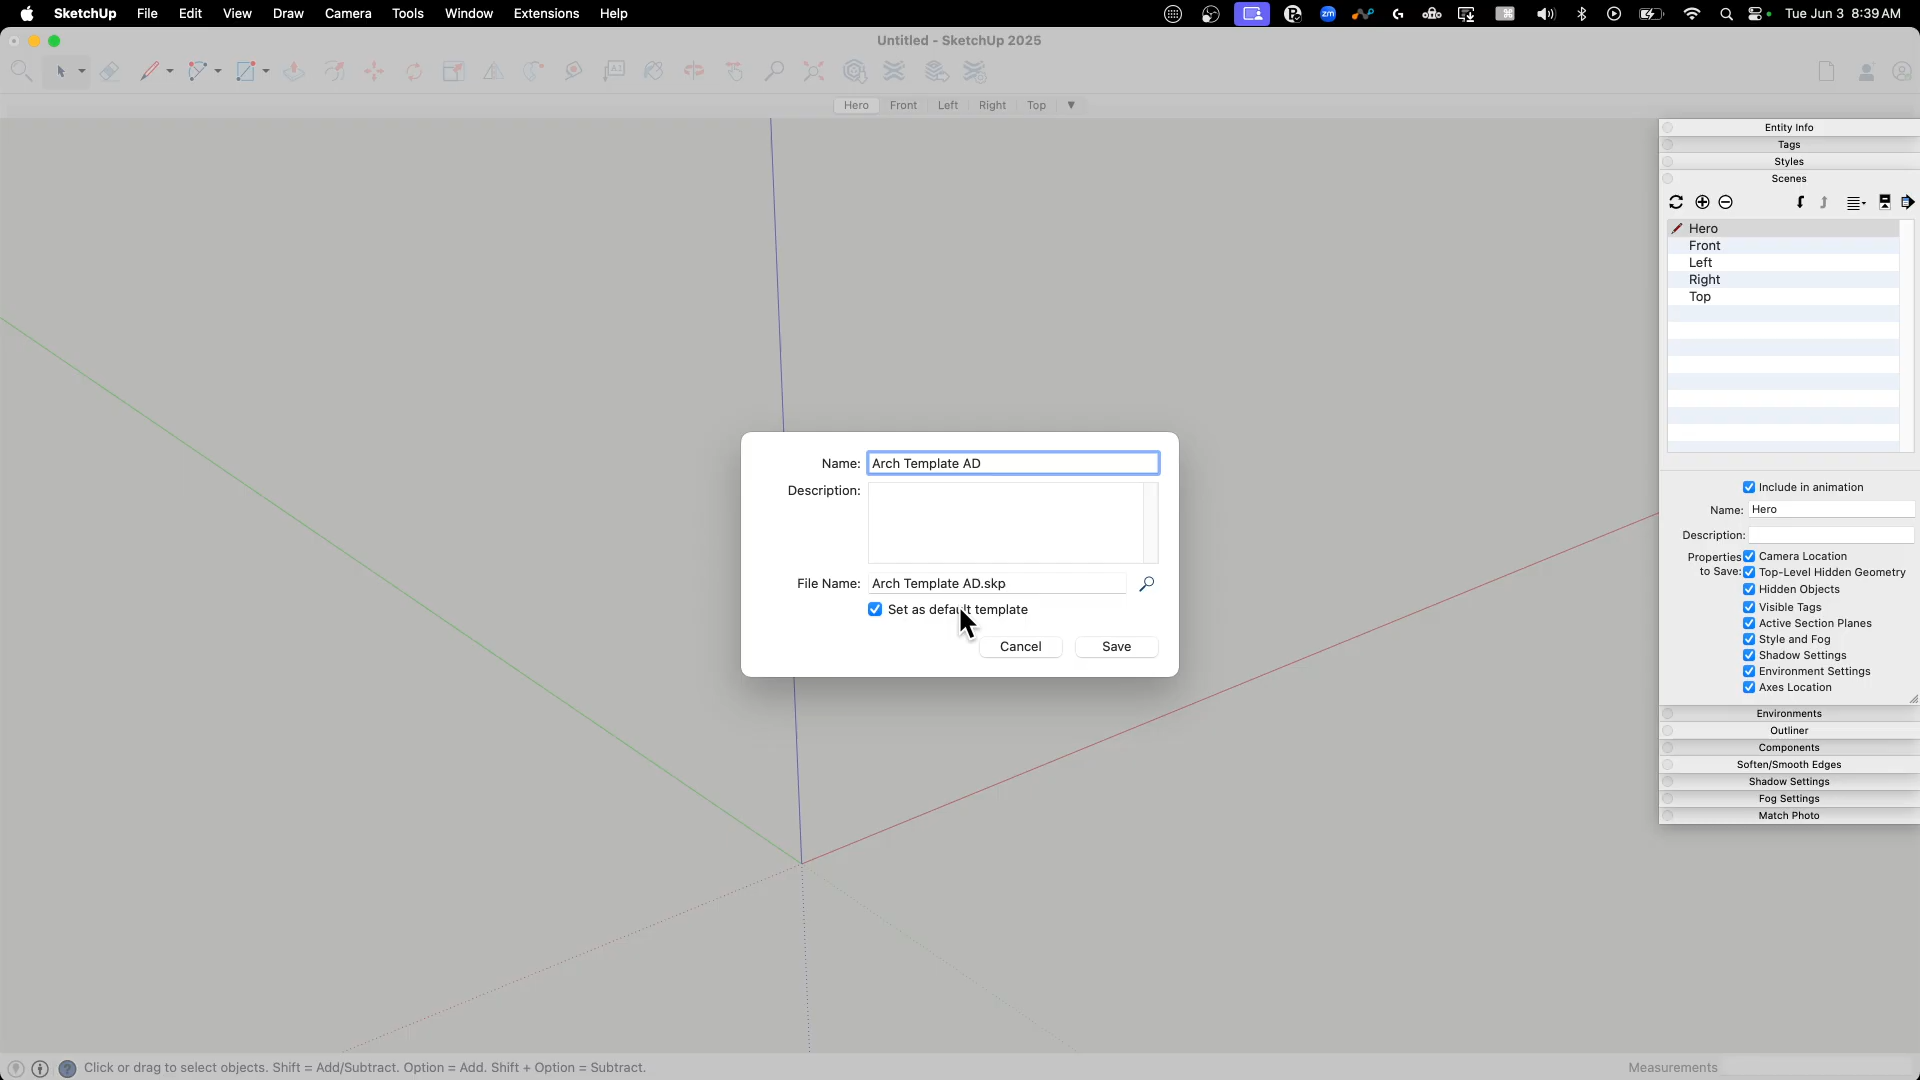 SketchUp File Edit View Draw Camera Tools Window Extensions Help
zm
Tue Jun 3 8:39 AM
Untitled - SketchUp 2025
Hero Front Left Right Top ▼
Entity Info
Tags
Styles
Scenes
Hero
Front
Left
Right
Top
Include in animation
Name: Hero
Description:
Properties to Save:
Camera Location
Top-Level Hidden Geometry
Hidden Objects
Visible Tags
Active Section Planes
Style and Fog
Shadow Settings
Environment Settings
Axes Location
Environments
Outliner
Components
Soften/Smooth Edges
Shadow Settings
Fog Settings
Match Photo
Name: Arch Template AD
Description:
File Name: Arch Template AD.skp
Set as default template
Cancel Save
Click or drag to select objects. Shift = Add/Subtract. Option = Add. Shift + Option = Subtract.
Measurements